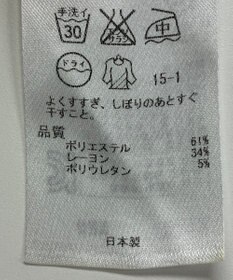 手洗イ
30
エンソ
サラシ
中
ドライ
15-1
よくすすぎ、しぼりのあとすぐ
干すこと。
品質
ポリエステル 61%
レーヨン 34%
ポリウレタン 5%
日本製